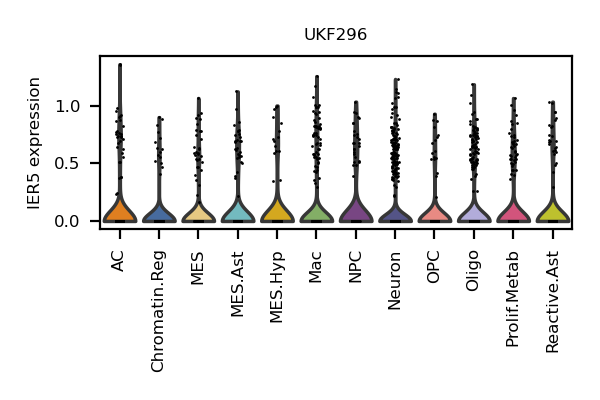 UKF296
IER5 expression
1.0
0.5
0.0
AC
Chromatin.Reg
MES
MES.Ast
MES.Hyp
Mac
NPC
Neuron
OPC
Oligo
Prolif.Metab
Reactive.Ast